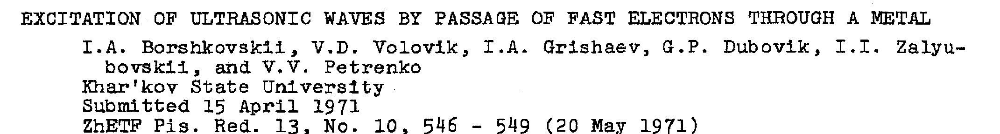 EXCITATION OF ULTRASONIC WAVES BY PASSAGE OF FAST ELECTRONS THROUGH A METAL
I.A. Borshkovskii, V.D. Volovik, I.A. Grishaev, G.P. Dubovik, I.I. Zalyu-
bovskii, and V.V. Petrenko
Khar'kov State University
Submitted 15 April 1971
ZhETF Pis. Red. 13, No. 10, 546 - 549 (20 May 1971)